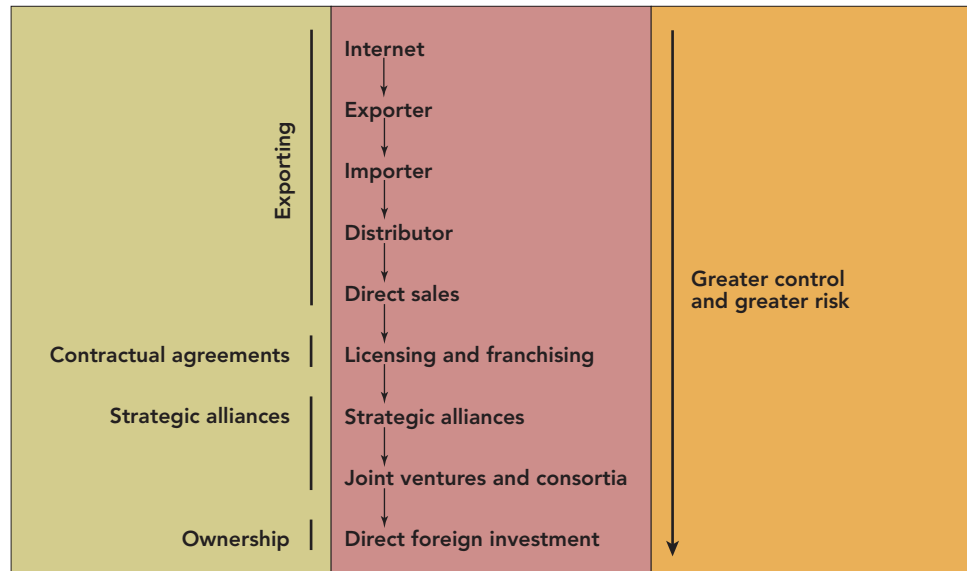 Exporting
Contractual agreements
Strategic alliances
Ownership
Internet
Exporter
Importer
Distributor
Direct sales
Licensing and franchising
Strategic alliances
Joint ventures and consortia
Direct foreign investment
Greater control
and greater risk